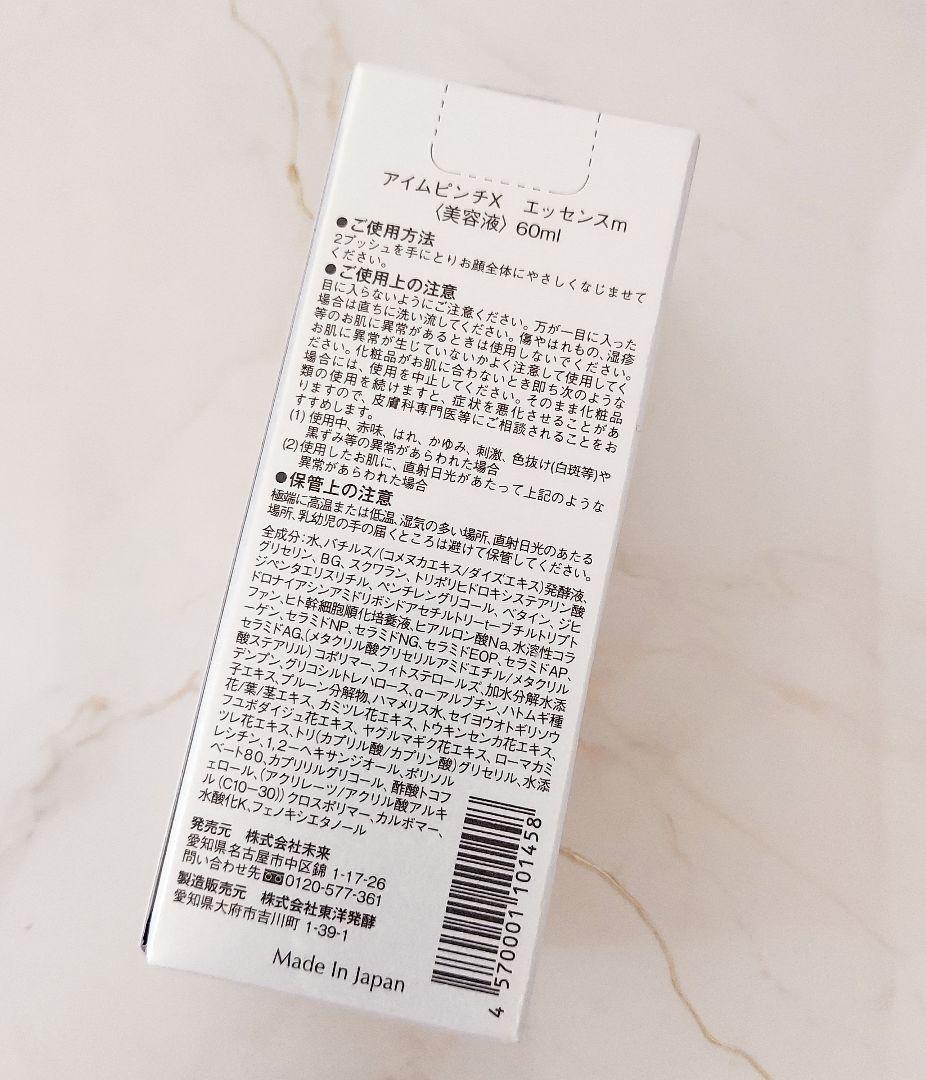 アイムピンチX　エッセンスm
〈美容液〉60ml
●ご使用方法
2プッシュを手にとりお顔全体にやさしくなじませて
ください。
●ご使用上の注意
目に入らないようにご注意ください。万が一目に入った
場合は直ちに洗い流してください。傷やはれもの、湿疹
等のお肌に異常があるときは使用しないでください。
お肌に異常が生じていないかよく注意して使用してく
ださい。化粧品がお肌に合わないとき即ち次のような
場合には、使用を中止してください。そのまま化粧品
類の使用を続けますと、症状を悪化させることがあ
りますので、皮膚科専門医等にご相談されることをお
すすめします。
(1) 使用中、赤味、はれ、かゆみ、刺激、色抜け(白斑等)や
黒ずみ等の異常があらわれた場合
(2)使用したお肌に、直射日光があたって上記のような
異常があらわれた場合
●保管上の注意
極端に高温または低温、湿気の多い場所、直射日光のあたる
場所、乳幼児の手の届くところは避けて保管してください。
全成分：水、バチルス/(コメヌカエキス/ダイズエキス)発酵液、
グリセリン、BG、スクワラン、トリポリヒドロキシステアリン酸
ジペンタエリスリチル、ペンチレングリコール、ベタイン、ジヒ
ドロナイアシンアミドリボシドアセチルトリーt−ブチルトリプト
ファン、ヒト幹細胞順化培養液、ヒアルロン酸Na、水溶性コラ
ーゲン、セラミドNP、セラミドNG、セラミドEOP、セラミドAP、
セラミドAG、(メタクリル酸グリセリルアミドエチル/メタクリル
酸ステアリル) コポリマー、フィトステロールズ、加水分解水添
デンプン、グリコシルトレハロース、α−アルブチン、ハトムギ種
子エキス、プルーン分解物、ハマメリス水、セイヨウオトギリソウ
花/葉/茎エキス、カミツレ花エキス、トウキンセンカ花エキス、
フユボダイジュ花エキス、ヤグルマギク花エキス、ローマカミ
ツレ花エキス、トリ(カプリル酸/カプリン酸)グリセリル、水添
レシチン、1,2−ヘキサンジオール、ポリソル
ベート80、カプリリルグリコール、酢酸トコフ
ェロール、(アクリレーツ/アクリル酸アルキ
ル (C10−30)) クロスポリマー、カルボマー、
水酸化K、フェノキシエタノール
発売元　株式会社未来
愛知県名古屋市中区錦 1-17-26
問い合わせ先 0120-577-361
製造販売元　株式会社東洋発酵
愛知県大府市吉川町 1-39-1
Made In Japan
4 570001 101458